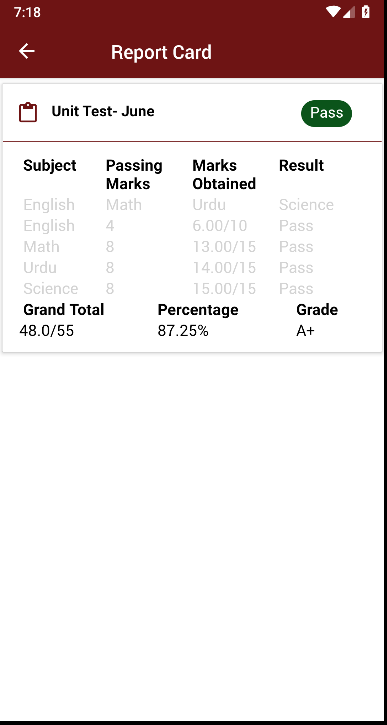 7:18
Report Card
Unit Test- June
Pass
Subject Passing Marks Marks Obtained Result
English Math Urdu Science
English 4 6.00/10 Pass
Math 8 13.00/15 Pass
Urdu 8 14.00/15 Pass
Science 8 15.00/15 Pass
Grand Total Percentage Grade
48.0/55 87.25% A+